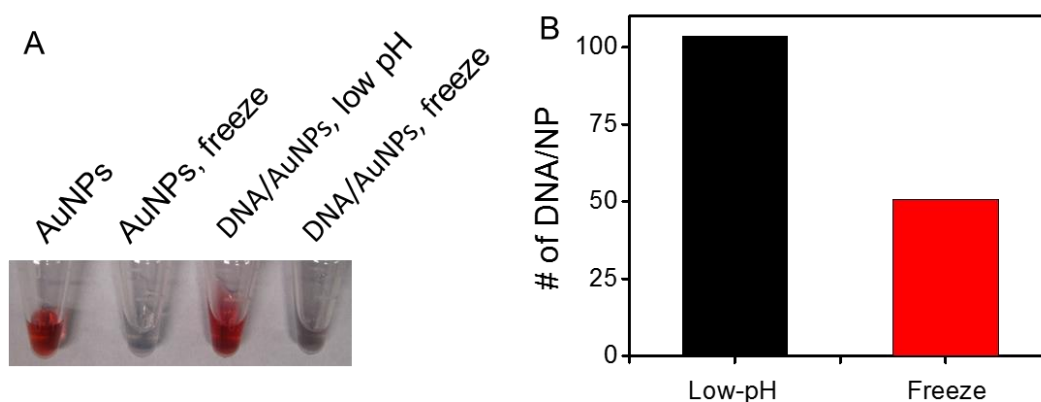 A
AuNPs
AuNPs, freeze
DNA/AuNPs, low pH
DNA/AuNPs, freeze
B
# of DNA/NP
100
75
50
25
0
Low-pH
Freeze